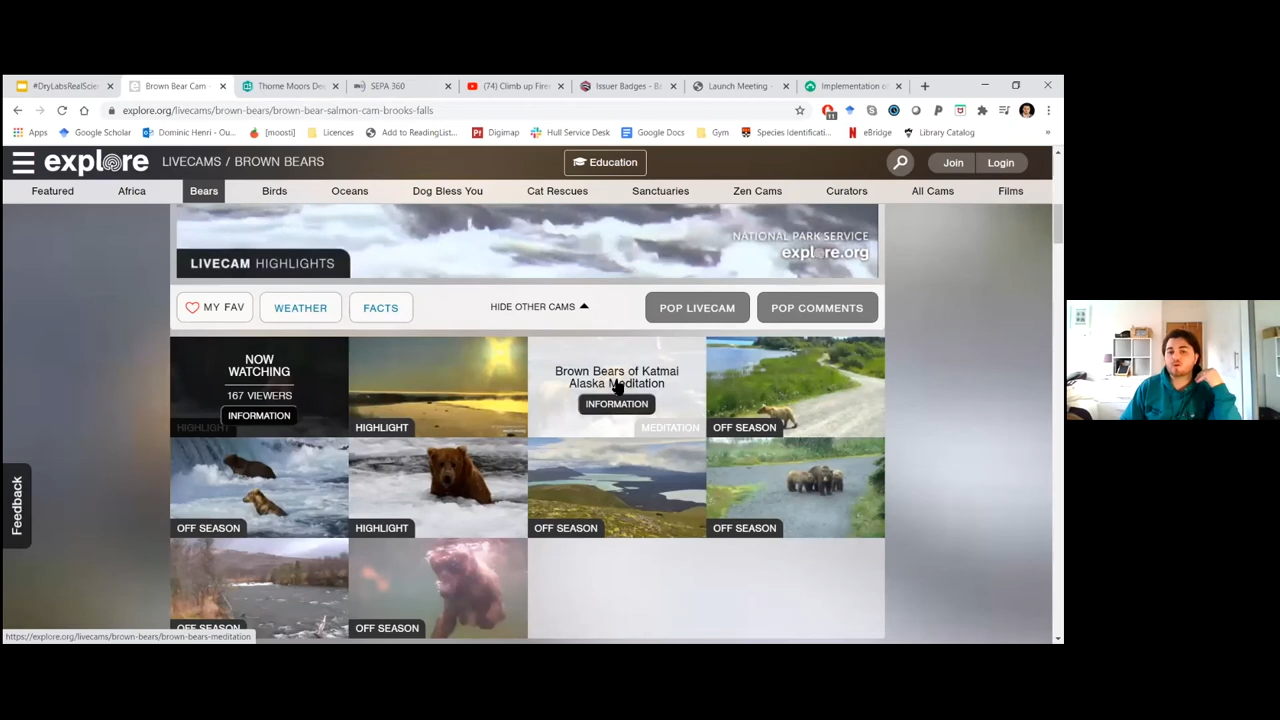 #DryLabsRealScien
Brown Bear Cam -
Thorne Moors De
SEPA 360
(74) Climb up Fire
Issuer Badges - Ba
Launch Meeting -
Implementation of
explore.org/livecams/brown-bears/brown-bear-salmon-cam-brooks-falls
11
Apps
Google Scholar
Dominic Henri - Ou...
[moosti]
Licences
Add to ReadingList...
Digimap
Hull Service Desk
Google Docs
Gym
Species Identificati...
eBridge
Library Catalog
explore LIVECAMS / BROWN BEARS
Education
Join
Login
Featured
Africa
Bears
Birds
Oceans
Dog Bless You
Cat Rescues
Sanctuaries
Zen Cams
Curators
All Cams
Films
NATIONAL PARK SERVICE
explore.org
LIVECAM HIGHLIGHTS
MY FAV
WEATHER
FACTS
HIDE OTHER CAMS
POP LIVECAM
POP COMMENTS
NOW
WATCHING
167 VIEWERS
INFORMATION
HIGHLIGHT
HIGHLIGHT
Brown Bears of Katmai
Alaska Meditation
INFORMATION
MEDITATION
OFF SEASON
OFF SEASON
HIGHLIGHT
OFF SEASON
OFF SEASON
OFF SEASON
OFF SEASON
Feedback
https://explore.org/livecams/brown-bears/brown-bears-meditation